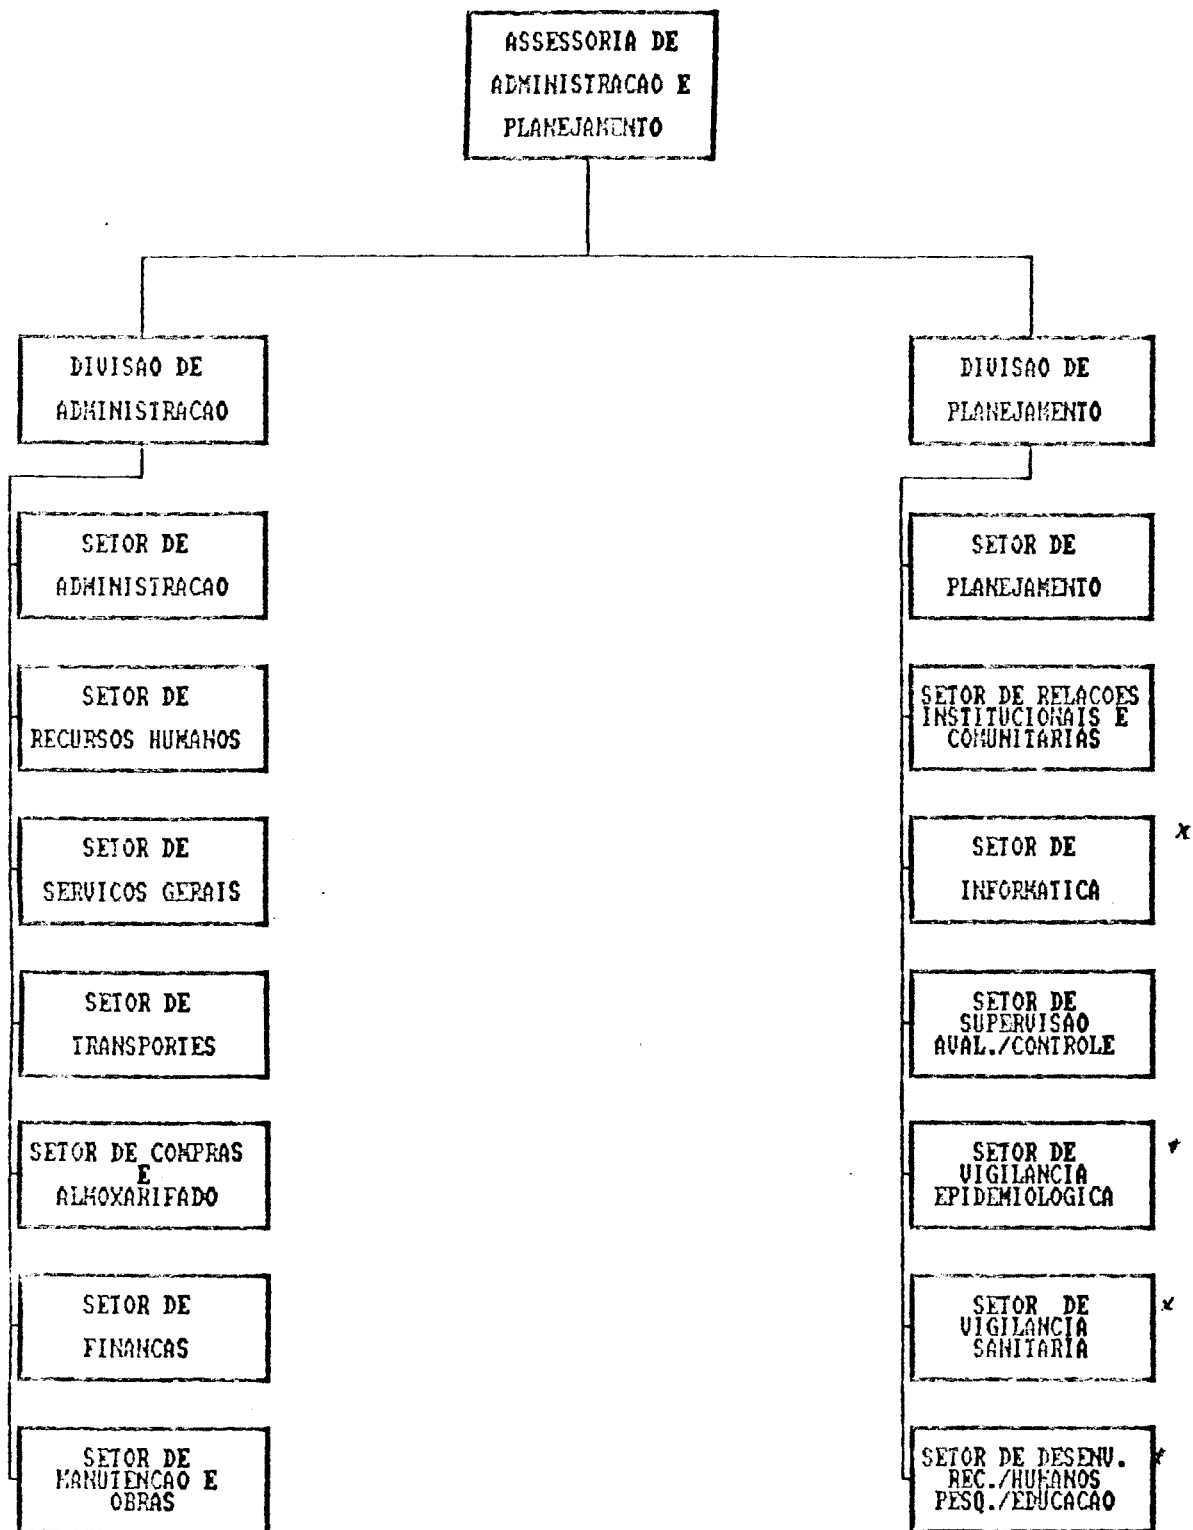 ASSESSORIA DE
ADMINISTRACAO E
PLANEJAMENTO
DIVISAO DE
ADMINISTRACAO
SETOR DE
ADMINISTRACAO
SETOR DE
RECURSOS HUMANOS
SETOR DE
SERVICOS GERAIS
SETOR DE
TRANSPORTES
SETOR DE COMPRAS
E
ALMOXARIFADO
SETOR DE
FINANCAS
SETOR DE
MANUTENCAO E
OBRAS
DIVISAO DE
PLANEJAMENTO
SETOR DE
PLANEJAMENTO
SETOR DE RELACOES
INSTITUCIONAIS E
COMUNITARIAS
SETOR DE
INFORMATICA
x
SETOR DE
SUPERVISAO
AVAL./CONTROLE
SETOR DE
VIGILANCIA
EPIDEMIOLOGICA
SETOR DE
VIGILANCIA
SANITARIA
x
SETOR DE DESENV.
REC./HUMANOS
PESQ./EDUCACAO